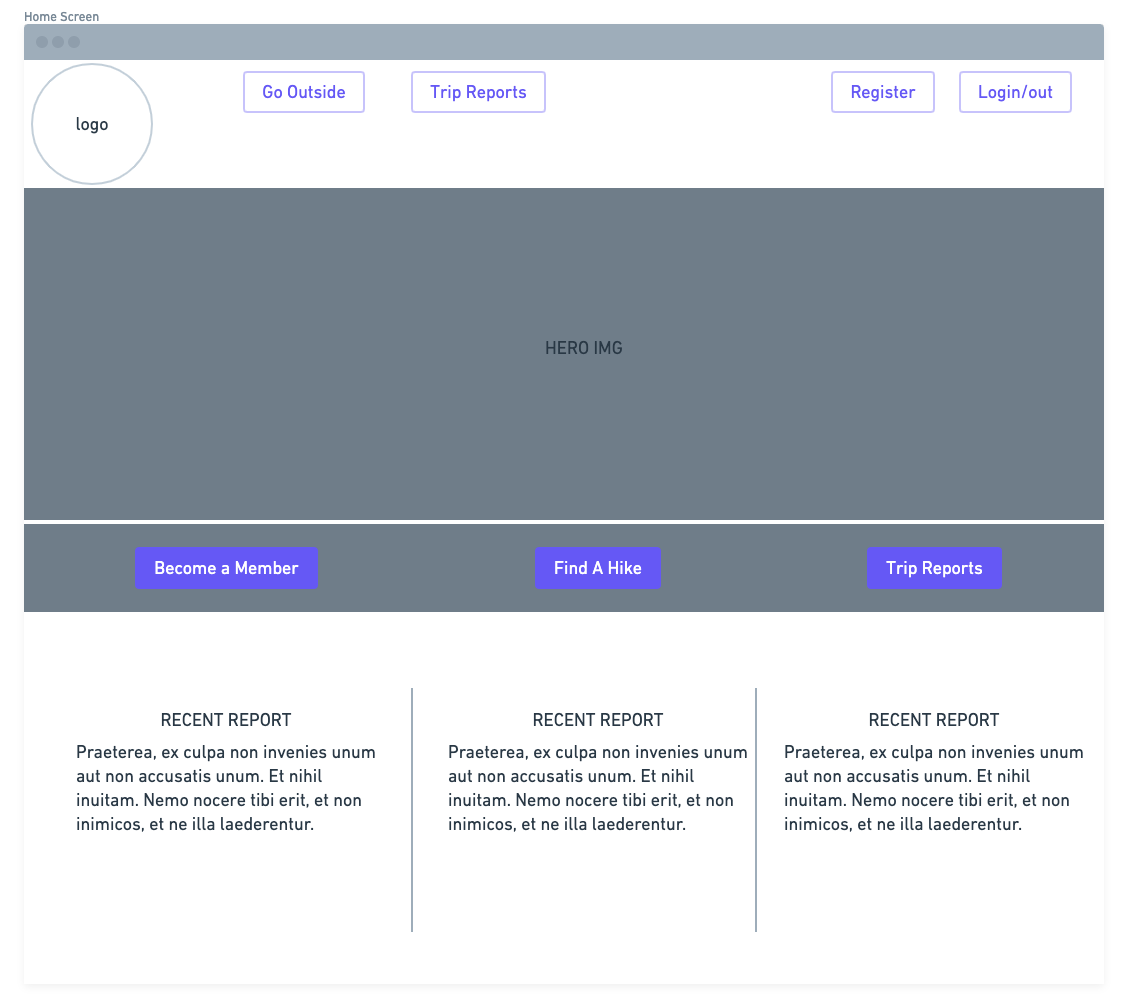 Home Screen
logo
Go Outside
Trip Reports
Register
Login/out
HERO IMG
Become a Member
Find A Hike
Trip Reports
RECENT REPORT
Praeterea, ex culpa non invenies unum
aut non accusatis unum. Et nihil
inuitam. Nemo nocere tibi erit, et non
inimicos, et ne illa laederentur.
RECENT REPORT
Praeterea, ex culpa non invenies unum
aut non accusatis unum. Et nihil
inuitam. Nemo nocere tibi erit, et non
inimicos, et ne illa laederentur.
RECENT REPORT
Praeterea, ex culpa non invenies unum
aut non accusatis unum. Et nihil
inuitam. Nemo nocere tibi erit, et non
inimicos, et ne illa laederentur.